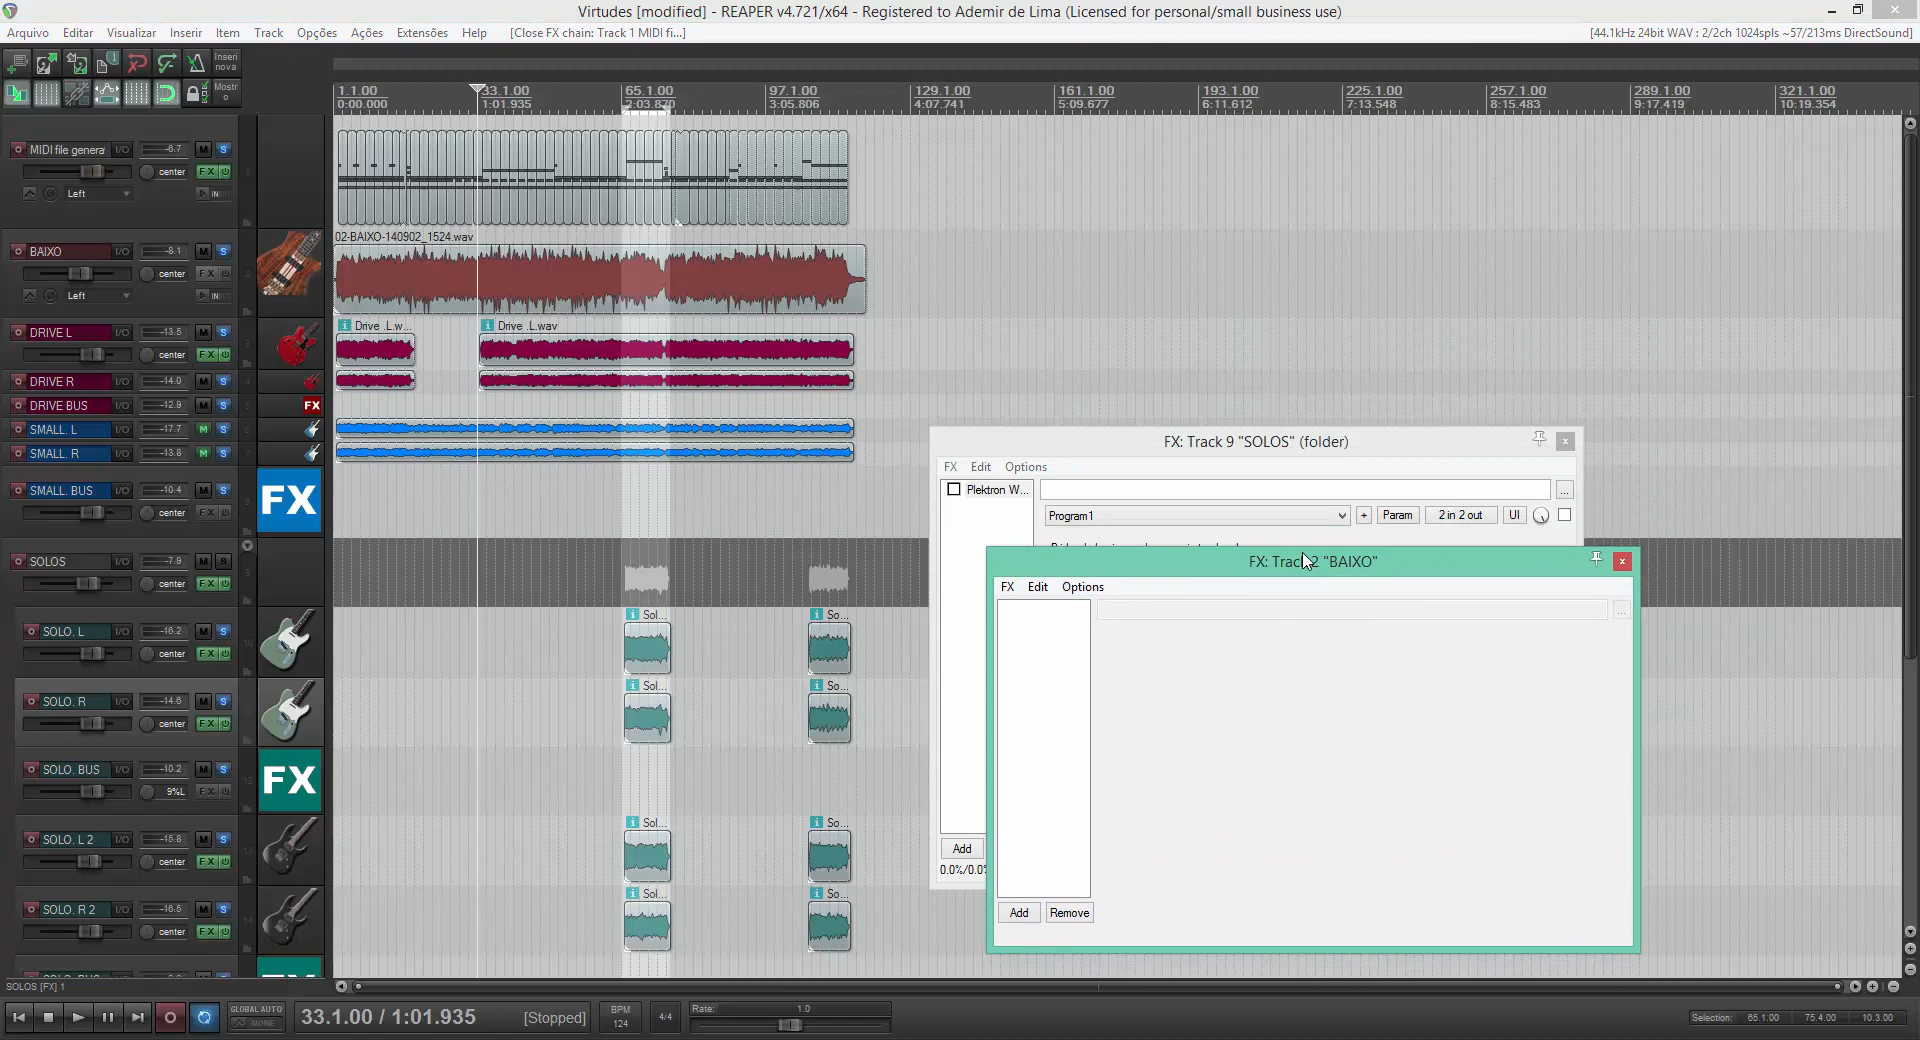 Virtudes [modified] - REAPER v4.721/x64 - Registered to Ademir de Lima (Licensed for personal/small business use)
Arquivo Editar Visualizar Inserir Item Track Opções Ações Extensões Help [Close FX chain: Track 1 MIDI fi...]
[44.1kHz 24bit WAV : 2/2ch 1024spls ~57/213ms DirectSound]
Inseri
nova
Mostr
o
1.1.00 33.1.00 65.1.00 97.1.00 129.1.00 161.1.00 193.1.00 225.1.00 257.1.00 289.1.00 321.1.00
0:00.000 1:01.935 2:03.870 3:05.806 4:07.741 5:09.677 6:11.612 7:13.548 8:15.483 9:17.419 10:19.354
MIDI file genera I/O -6.7 M S
center FX
Left IN
02-BAIXO-140902_1524.wav
BAIXO I/O -8.1 M S
center FX
Left IN
Drive .L.w... Drive .L.wav
DRIVE L I/O -13.5 M S
center FX
DRIVE R I/O -14.0 M S
DRIVE BUS I/O -12.9 M S FX
SMALL. L I/O -17.7 M S
SMALL. R I/O -13.8 M S
SMALL. BUS I/O -10.4 M S
center FX
FX
SOLOS I/O -7.9 M S
center FX
Sol... So...
SOLO. L I/O -16.2 M S
center FX
Sol... So...
SOLO. R I/O -14.6 M S
center FX
SOLO. BUS I/O -10.2 M S
9%L FX
FX
Sol... So...
SOLO. L 2 I/O -15.8 M S
center FX
Sol... So...
SOLO. R 2 I/O -16.5 M S
center FX
FX: Track 9 "SOLOS" (folder)
FX Edit Options
Plektron W... ...
Program1 + Param 2 in 2 out UI
Add
0.0%/0.0%
FX: Track 2 "BAIXO"
FX Edit Options
...
Add Remove
SOLOS [FX] 1
GLOBAL AUTO
NONE
33.1.00 / 1:01.935 [Stopped]
BPM
124
4/4
Rate: 1.0
Selection: 65.1.00 75.4.00 10.3.00